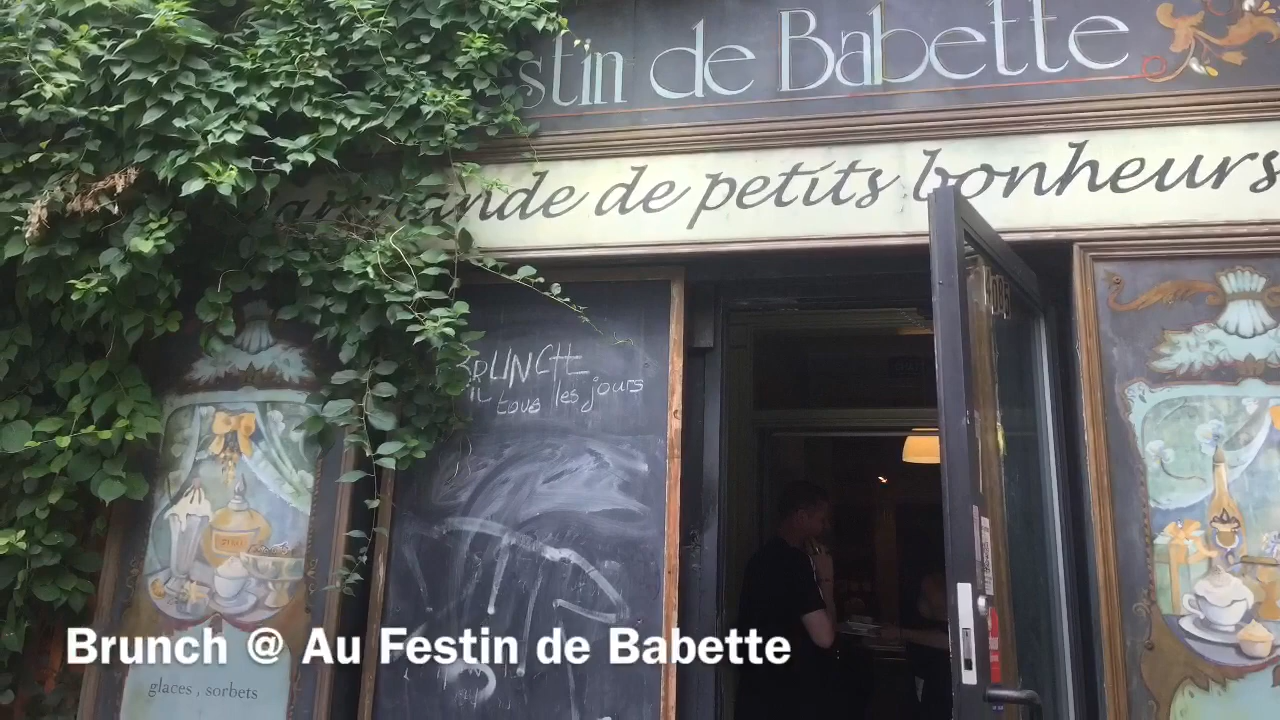 stin de Babette
de de petits bonheurs
BRUNCH
tous les jours
glaces, sorbets
Brunch @ Au Festin de Babette